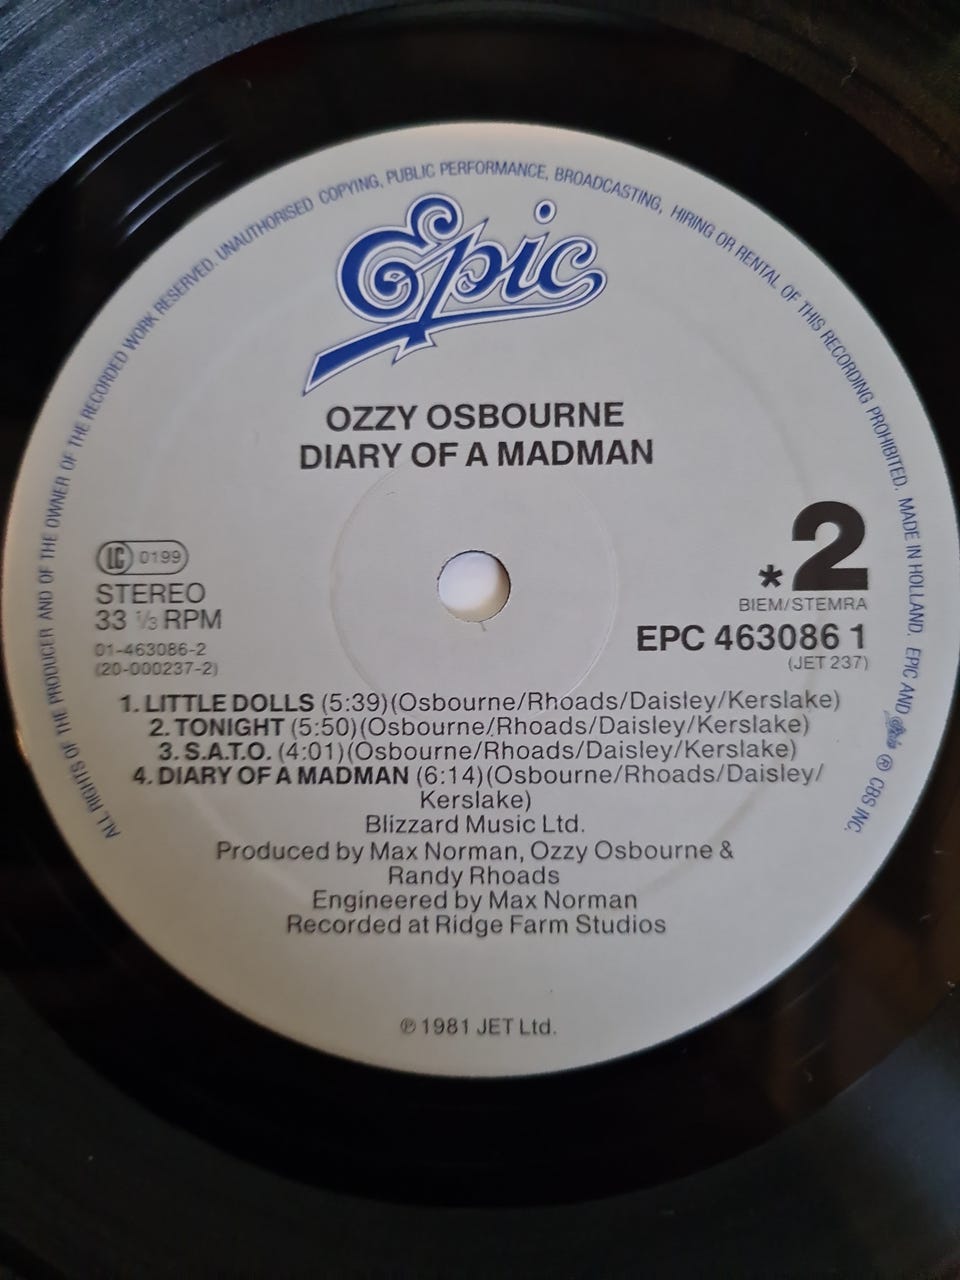 ALL RIGHTS OF THE PRODUCER AND OF THE OWNER OF THE RECORDED WORK RESERVED. UNAUTHORISED COPYING, PUBLIC PERFORMANCE, BROADCASTING, HIRING OR RENTAL OF THIS RECORDING PROHIBITED. MADE IN HOLLAND. EPIC AND Epic ® CBS INC.
Epic
OZZY OSBOURNE
DIARY OF A MADMAN
LC 0199
STEREO
33 ⅓ RPM
01-463086-2
(20-000237-2)
*2
BIEM/STEMRA
EPC 463086 1
(JET 237)
1. LITTLE DOLLS (5:39)(Osbourne/Rhoads/Daisley/Kerslake)
2. TONIGHT (5:50)(Osbourne/Rhoads/Daisley/Kerslake)
3. S.A.T.O. (4:01)(Osbourne/Rhoads/Daisley/Kerslake)
4. DIARY OF A MADMAN (6:14)(Osbourne/Rhoads/Daisley/
Kerslake)
Blizzard Music Ltd.
Produced by Max Norman, Ozzy Osbourne &
Randy Rhoads
Engineered by Max Norman
Recorded at Ridge Farm Studios
℗ 1981 JET Ltd.